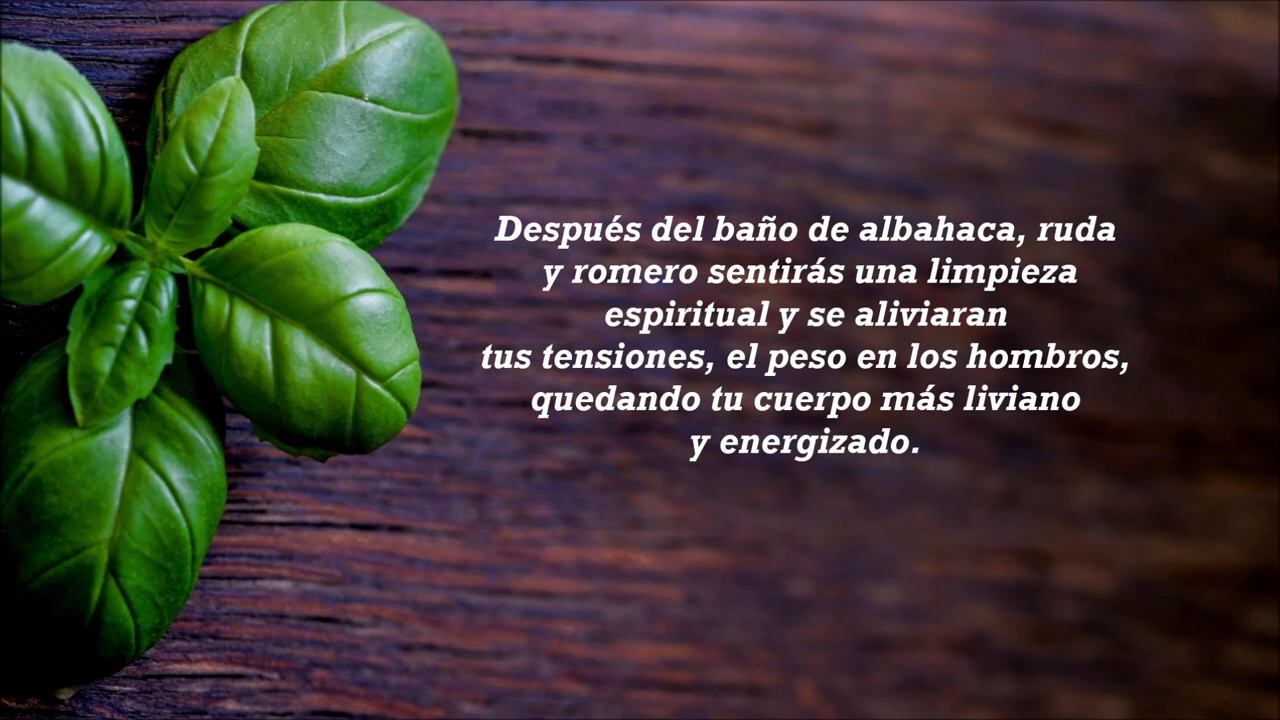 Después del baño de albahaca, ruda
y romero sentirás una limpieza
espiritual y se aliviaran
tus tensiones, el peso en los hombros,
quedando tu cuerpo más liviano
y energizado.